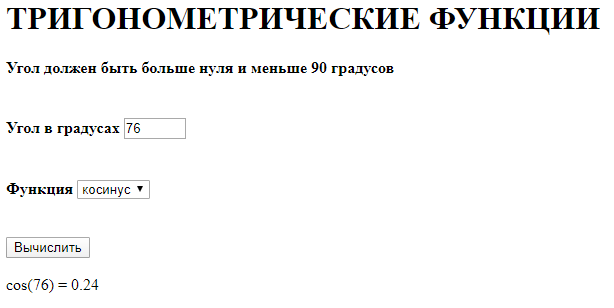 ТРИГОНОМЕТРИЧЕСКИЕ ФУНКЦИИ
Угол должен быть больше нуля и меньше 90 градусов
Угол в градусах 76
Функция косинус
Вычислить
cos(76) = 0.24